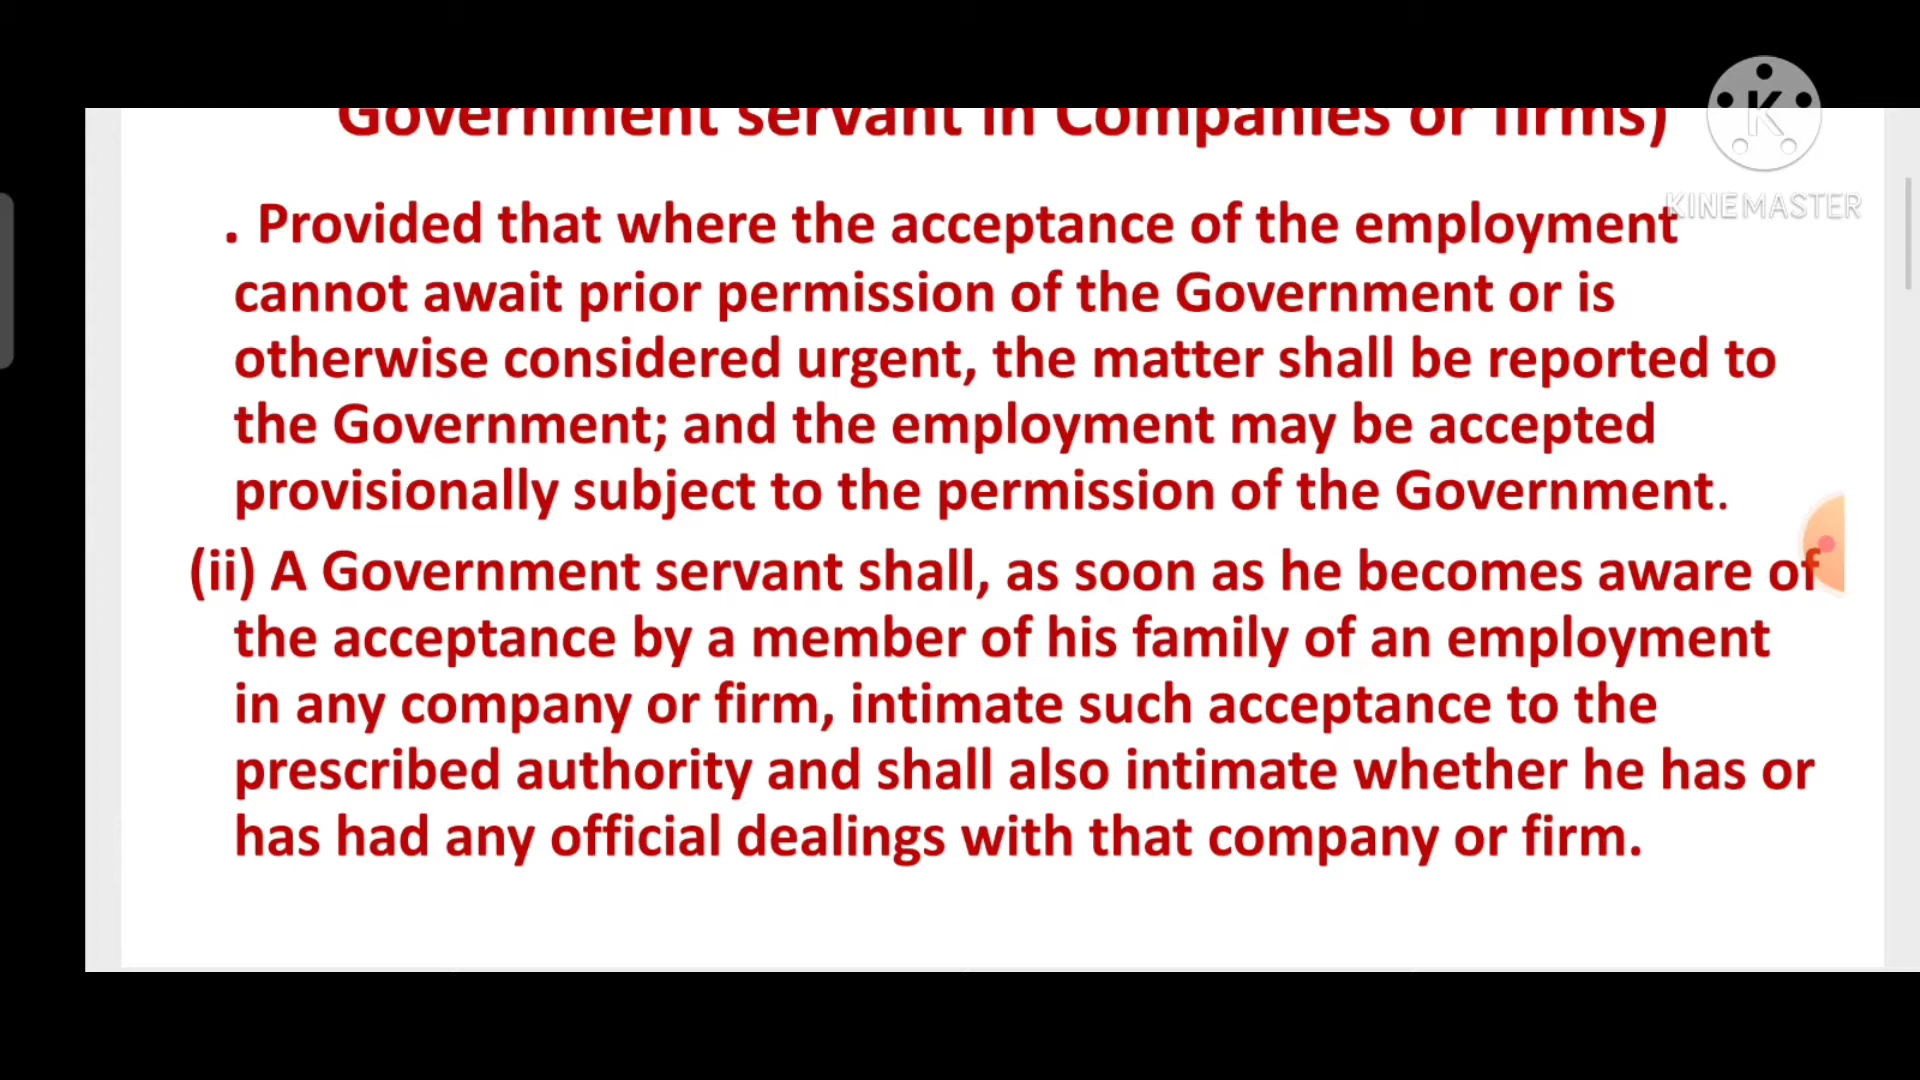 Government servant in Companies or firms)
K
KINEMASTER
. Provided that where the acceptance of the employment
cannot await prior permission of the Government or is
otherwise considered urgent, the matter shall be reported to
the Government; and the employment may be accepted
provisionally subject to the permission of the Government.
(ii) A Government servant shall, as soon as he becomes aware of
the acceptance by a member of his family of an employment
in any company or firm, intimate such acceptance to the
prescribed authority and shall also intimate whether he has or
has had any official dealings with that company or firm.